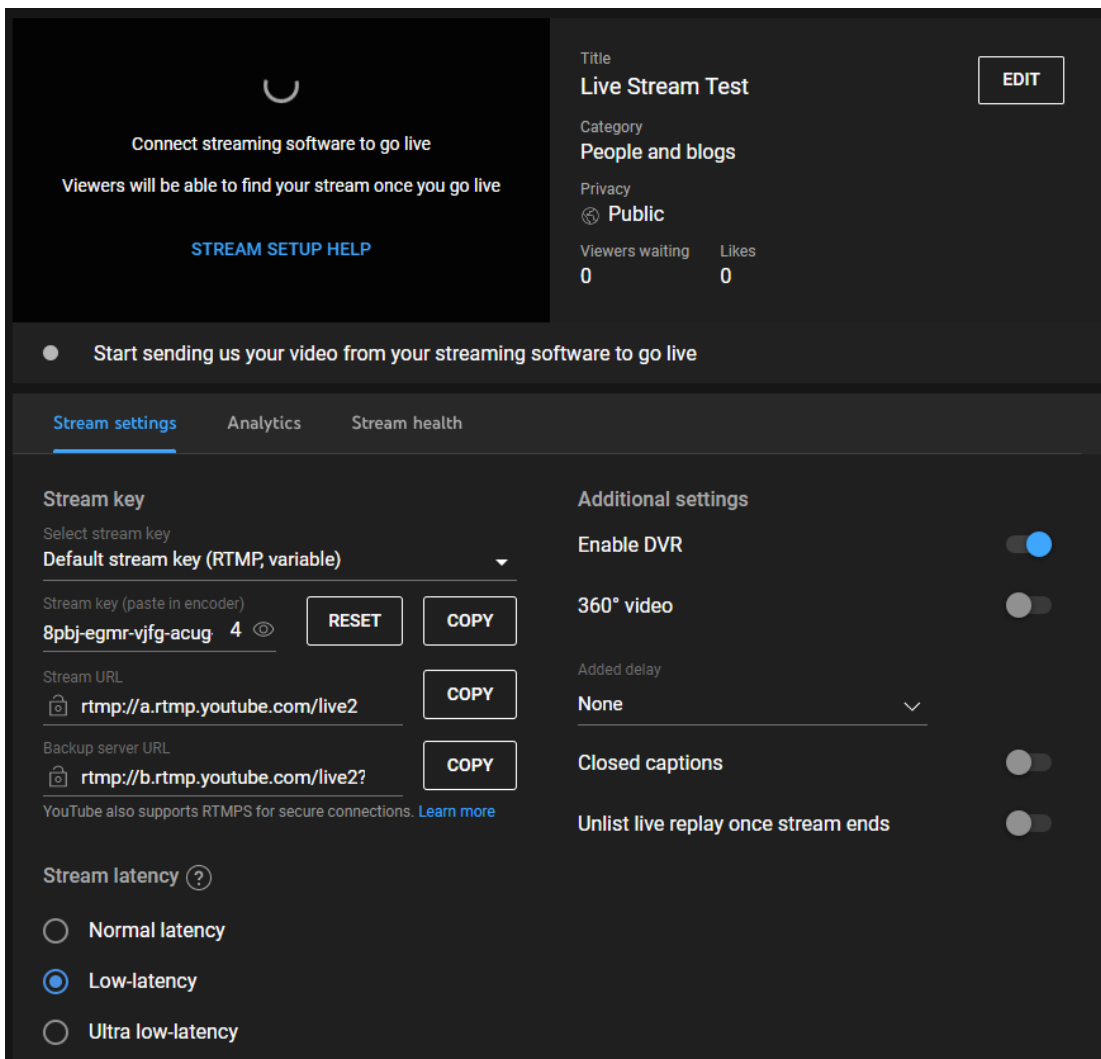 Connect streaming software to go live
Viewers will be able to find your stream once you go live
STREAM SETUP HELP
Title
Live Stream Test
EDIT
Category
People and blogs
Privacy
Public
Viewers waiting Likes
0 0
Start sending us your video from your streaming software to go live
Stream settings Analytics Stream health
Stream key
Select stream key
Default stream key (RTMP, variable)
Stream key (paste in encoder)
8pbj-egmr-vjfg-acug- 4
RESET COPY
Stream URL
rtmp://a.rtmp.youtube.com/live2
COPY
Backup server URL
rtmp://b.rtmp.youtube.com/live2?
COPY
YouTube also supports RTMPS for secure connections. Learn more
Stream latency ?
Normal latency
Low-latency
Ultra low-latency
Additional settings
Enable DVR
360° video
Added delay
None
Closed captions
Unlist live replay once stream ends